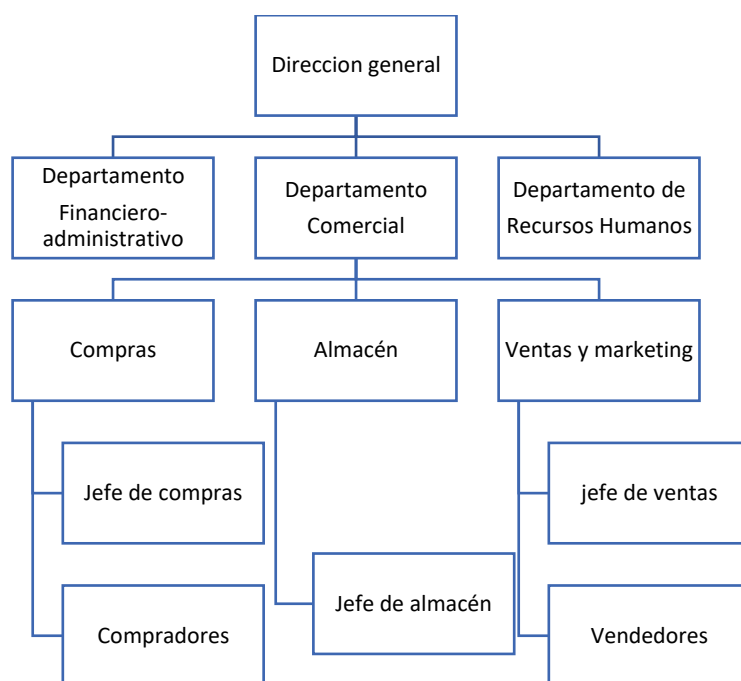 Direccion general
Departamento
Financiero-
administrativo
Departamento
Comercial
Departamento de
Recursos Humanos
Compras
Almacén
Ventas y marketing
Jefe de compras
jefe de ventas
Jefe de almacén
Compradores
Vendedores